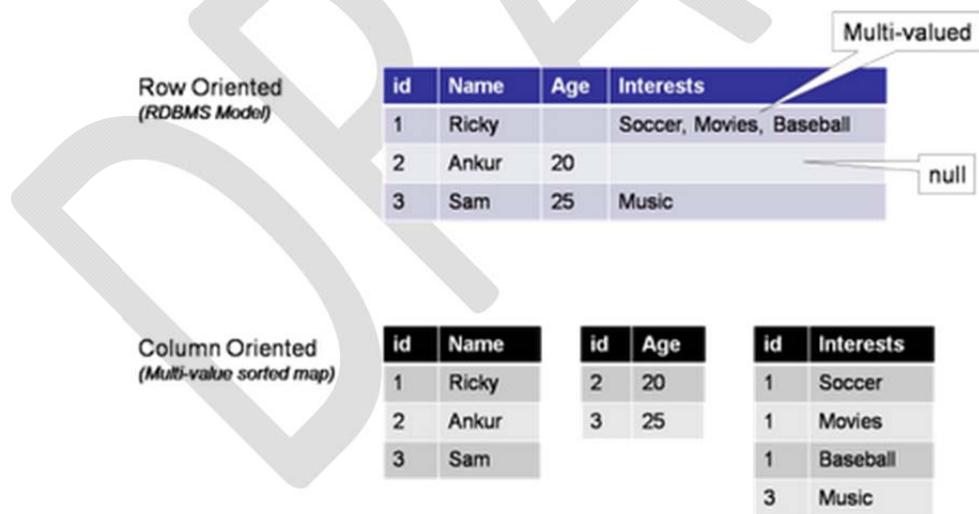 Multi-valued
Row Oriented
(RDBMS Model)
id Name Age Interests
1 Ricky Soccer, Movies, Baseball
2 Ankur 20
null
3 Sam 25 Music
Column Oriented
(Multi-value sorted map)
id Name
1 Ricky
2 Ankur
3 Sam
id Age
2 20
3 25
id Interests
1 Soccer
1 Movies
1 Baseball
3 Music